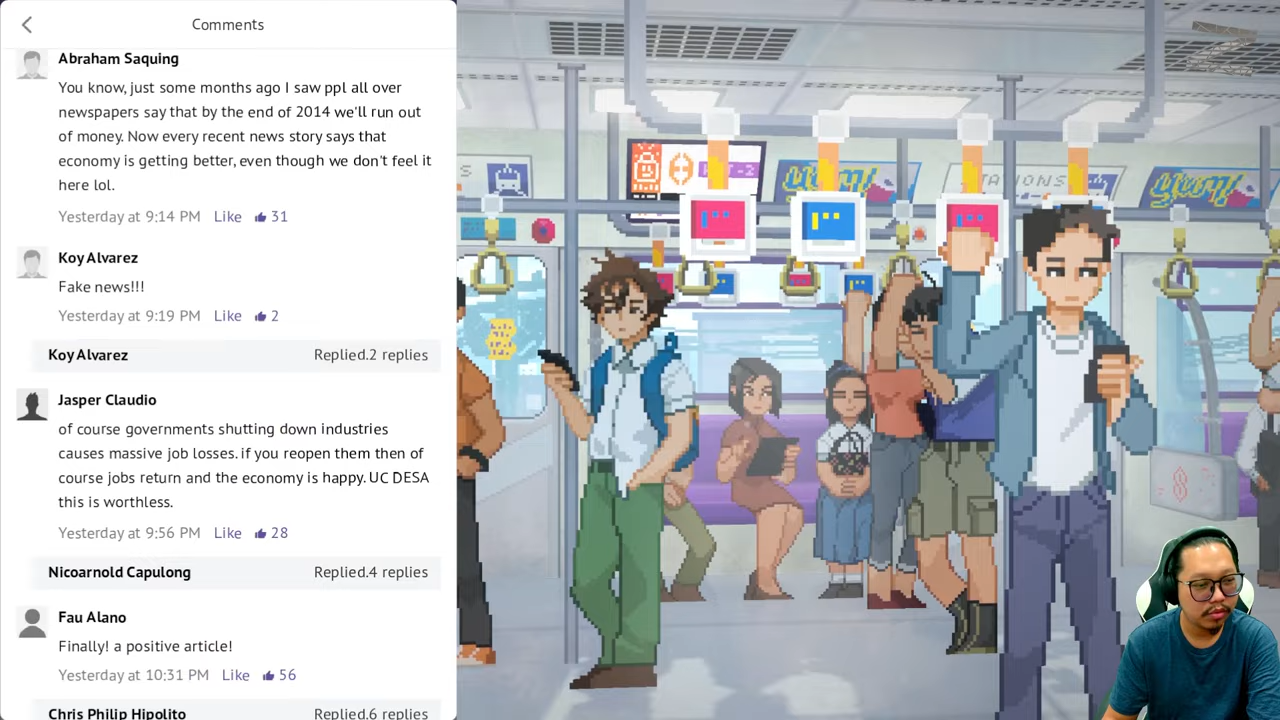 Comments
Abraham Saquing
You know, just some months ago I saw ppl all over
newspapers say that by the end of 2014 we'll run out
of money. Now every recent news story says that
economy is getting better, even though we don't feel it
here lol.
Yesterday at 9:14 PM Like 31
Koy Alvarez
Fake news!!!
Yesterday at 9:19 PM Like 2
Koy Alvarez Replied.2 replies
Jasper Claudio
of course governments shutting down industries
causes massive job losses. if you reopen them then of
course jobs return and the economy is happy. UC DESA
this is worthless.
Yesterday at 9:56 PM Like 28
Nicoarnold Capulong Replied.4 replies
Fau Alano
Finally! a positive article!
Yesterday at 10:31 PM Like 56
Chris Philip Hipolito Replied.6 replies